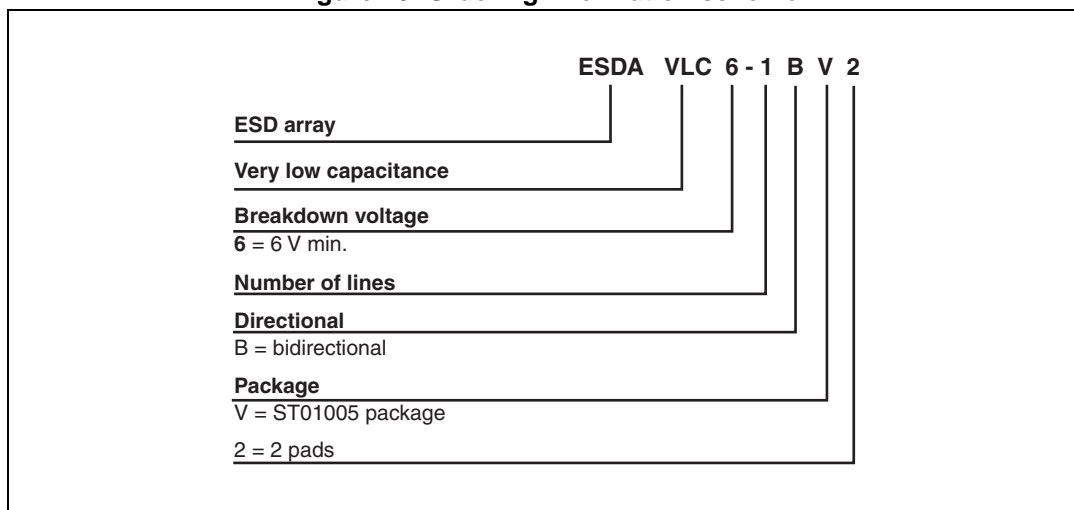 ESDA VLC 6 - 1 B V 2
ESD array
Very low capacitance
Breakdown voltage
6 = 6 V min.
Number of lines
Directional
B = bidirectional
Package
V = ST01005 package
2 = 2 pads